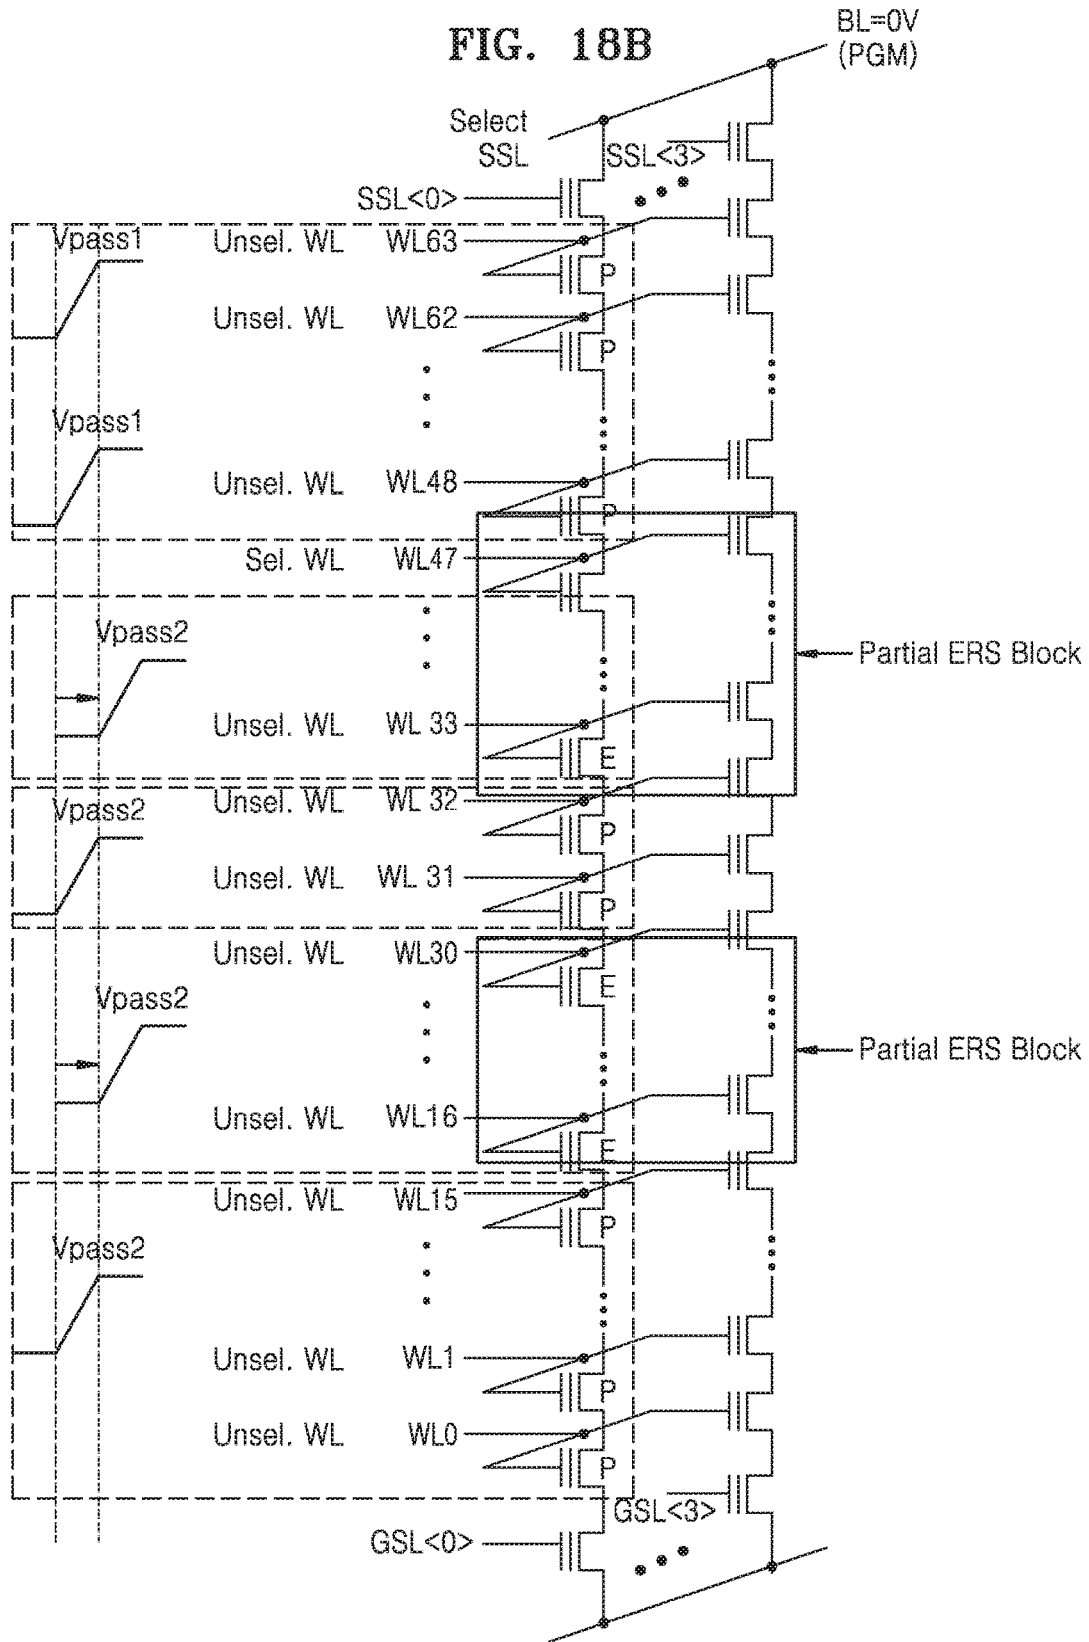 FIG. 18B
BL=0V
(PGM)
Select
SSL
SSL<3>
SSL<0>
Vpass1
Unsel. WL WL63
P
Unsel. WL WL62
P
Vpass1
Unsel. WL WL48
P
Sel. WL WL47
Vpass2
Partial ERS Block
Unsel. WL WL 33
E
Vpass2
Unsel. WL WL 32
P
Unsel. WL WL 31
P
Unsel. WL WL30
E
Vpass2
Partial ERS Block
Unsel. WL WL16
E
Unsel. WL WL15
P
Vpass2
Unsel. WL WL1
P
Unsel. WL WL0
P
GSL<3>
GSL<0>